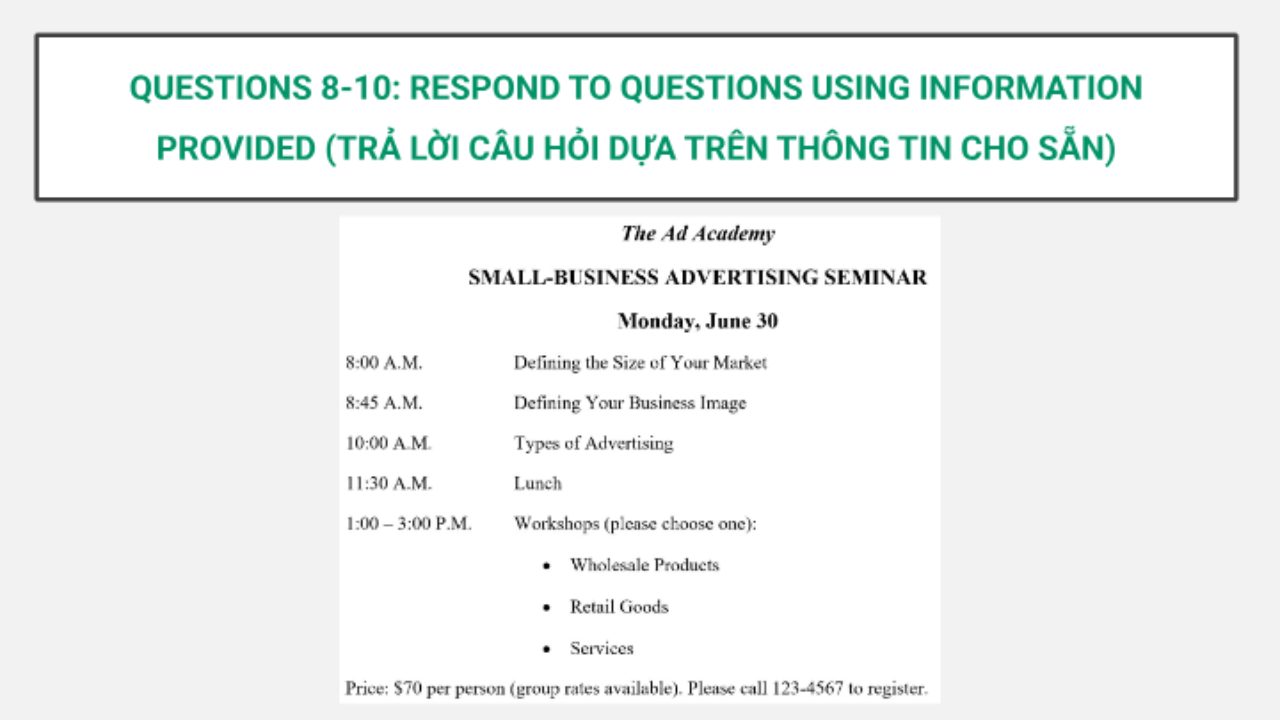 QUESTIONS 8-10: RESPOND TO QUESTIONS USING INFORMATION
PROVIDED (TRẢ LỜI CÂU HỎI DỰA TRÊN THÔNG TIN CHO SẴN)
The Ad Academy
SMALL-BUSINESS ADVERTISING SEMINAR
Monday, June 30
8:00 A.M. Defining the Size of Your Market
8:45 A.M. Defining Your Business Image
10:00 A.M. Types of Advertising
11:30 A.M. Lunch
1:00 – 3:00 P.M. Workshops (please choose one):
• Wholesale Products
• Retail Goods
• Services
Price: $70 per person (group rates available). Please call 123-4567 to register.